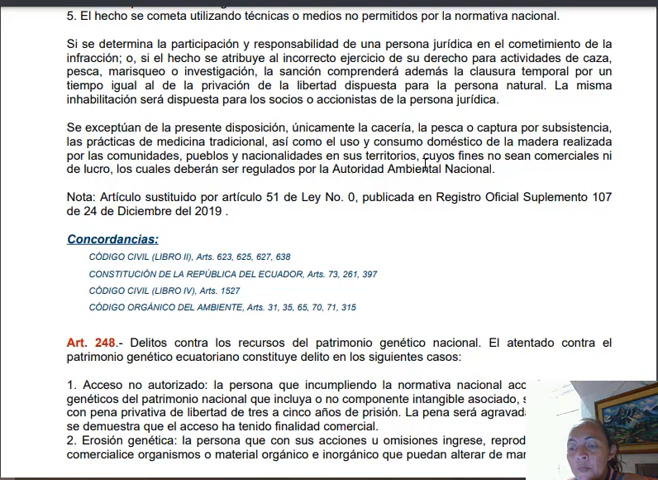 5. El hecho se cometa utilizando técnicas o medios no permitidos por la normativa nacional.
Si se determina la participación y responsabilidad de una persona jurídica en el cometimiento de la
infracción; o, si el hecho se atribuye al incorrecto ejercicio de su derecho para actividades de caza,
pesca, marisqueo o investigación, la sanción comprenderá además la clausura temporal por un
tiempo igual al de la privación de la libertad dispuesta para la persona natural. La misma
inhabilitación será dispuesta para los socios o accionistas de la persona jurídica.
Se exceptúan de la presente disposición, únicamente la cacería, la pesca o captura por subsistencia,
las prácticas de medicina tradicional, así como el uso y consumo doméstico de la madera realizada
por las comunidades, pueblos y nacionalidades en sus territorios, cuyos fines no sean comerciales ni
de lucro, los cuales deberán ser regulados por la Autoridad Ambiental Nacional.
Nota: Artículo sustituido por artículo 51 de Ley No. 0, publicada en Registro Oficial Suplemento 107
de 24 de Diciembre del 2019 .
Concordancias:
CÓDIGO CIVIL (LIBRO II), Arts. 623, 625, 627, 638
CONSTITUCIÓN DE LA REPÚBLICA DEL ECUADOR, Arts. 73, 261, 397
CÓDIGO CIVIL (LIBRO IV), Arts. 1527
CÓDIGO ORGÁNICO DEL AMBIENTE, Arts. 31, 35, 65, 70, 71, 315
Art. 248.- Delitos contra los recursos del patrimonio genético nacional. El atentado contra el
patrimonio genético ecuatoriano constituye delito en los siguientes casos:
1. Acceso no autorizado: la persona que incumpliendo la normativa nacional
genéticos del patrimonio nacional que incluya o no componente intangible asociado,
con pena privativa de libertad de tres a cinco años de prisión. La pena será
se demuestra que el acceso ha tenido finalidad comercial.
2. Erosión genética: la persona que con sus acciones u omisiones ingrese,
comercialice organismos o material orgánico e inorgánico que puedan alterar de